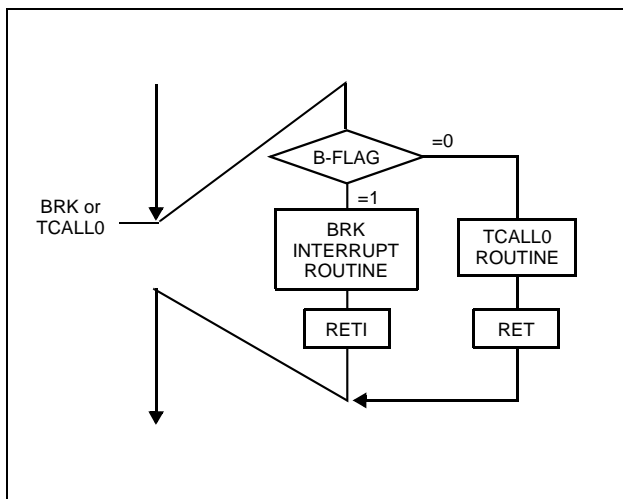 B-FLAG
=0
=1
BRK or
TCALL0
BRK
INTERRUPT
ROUTINE
TCALL0
ROUTINE
RETI
RET